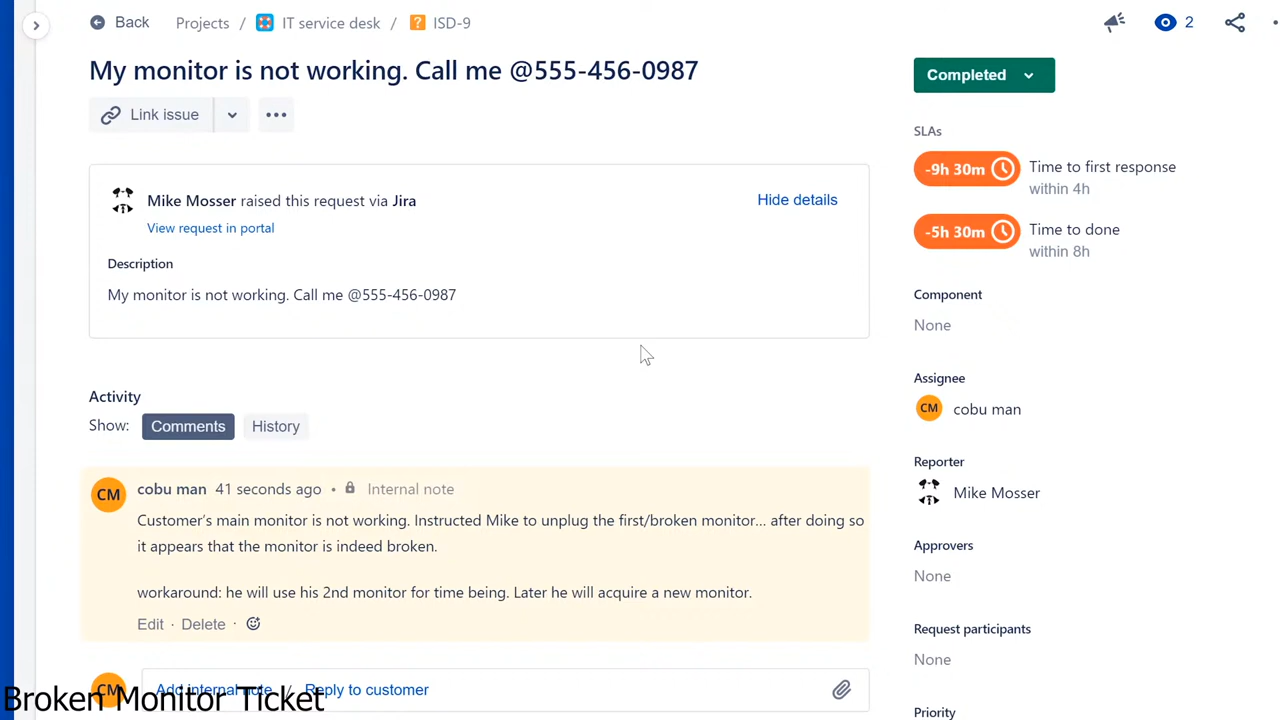 Back Projects / IT service desk / ISD-9
2
My monitor is not working. Call me @555-456-0987
Link issue
Mike Mosser raised this request via Jira
Hide details
View request in portal
Description
My monitor is not working. Call me @555-456-0987
Activity
Show: Comments History
CM cobu man 41 seconds ago • Internal note
Customer's main monitor is not working. Instructed Mike to unplug the first/broken monitor... after doing so
it appears that the monitor is indeed broken.
workaround: he will use his 2nd monitor for time being. Later he will acquire a new monitor.
Edit · Delete ·
CM Add internal note / Reply to customer
Broken Monitor Ticket
Completed
SLAs
-9h 30m Time to first response
within 4h
-5h 30m Time to done
within 8h
Component
None
Assignee
CM cobu man
Reporter
Mike Mosser
Approvers
None
Request participants
None
Priority